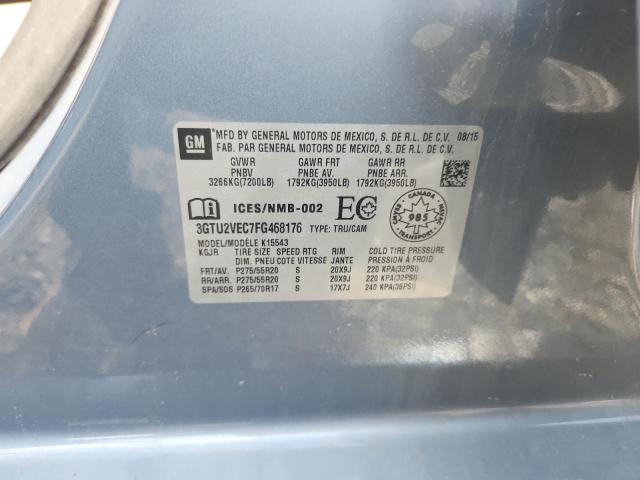 GM
MFD BY GENERAL MOTORS DE MEXICO, S. DE R.L. DE C.V. 08/15
FAB. PAR GENERAL MOTORS DE MEXICO, S. DE R.L. DE C.V.
GVWR GAWR FRT GAWR RR
PNBV PNBE AV. PNBE ARR.
3266KG(7200LB) 1792KG(3950LB) 1792KG(3950LB)
ICES/NMB-002 EC
CANADA
985
TRANSPORT
3GTU2VEC7FG468176 TYPE: TRU/CAM
MODEL/MODÈLE K15543
KGJR TIRE SIZE SPEED RTG RIM COLD TIRE PRESSURE
DIM. PNEU COTE VITESSE JANTE PRESSION À FROID
FRT/AV. P275/55R20 S 20X9J 220 KPA(32PSI)
RR/ARR. P275/55R20 S 20X9J 220 KPA(32PSI)
SPA/SOS P265/70R17 S 17X7J 240 KPA(35PSI)